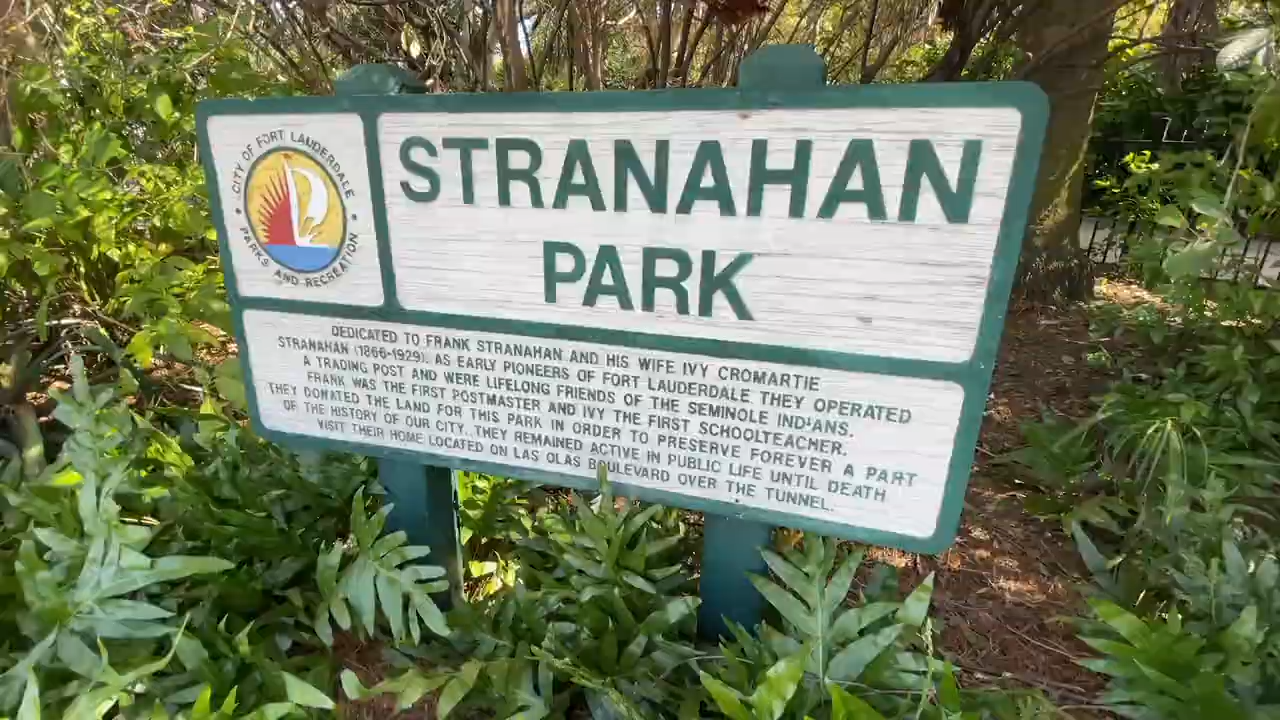 CITY OF FORT LAUDERDALE
PARKS AND RECREATION
STRANAHAN
PARK
DEDICATED TO FRANK STRANAHAN AND HIS WIFE IVY CROMARTIE
STRANAHAN (1866-1929). AS EARLY PIONEERS OF FORT LAUDERDALE THEY OPERATED
A TRADING POST AND WERE LIFELONG FRIENDS OF THE SEMINOLE INDIANS.
FRANK WAS THE FIRST POSTMASTER AND IVY THE FIRST SCHOOLTEACHER.
THEY DONATED THE LAND FOR THIS PARK IN ORDER TO PRESERVE FOREVER A PART
OF THE HISTORY OF OUR CITY. THEY REMAINED ACTIVE IN PUBLIC LIFE UNTIL DEATH
VISIT THEIR HOME LOCATED ON LAS OLAS BOULEVARD OVER THE TUNNEL.